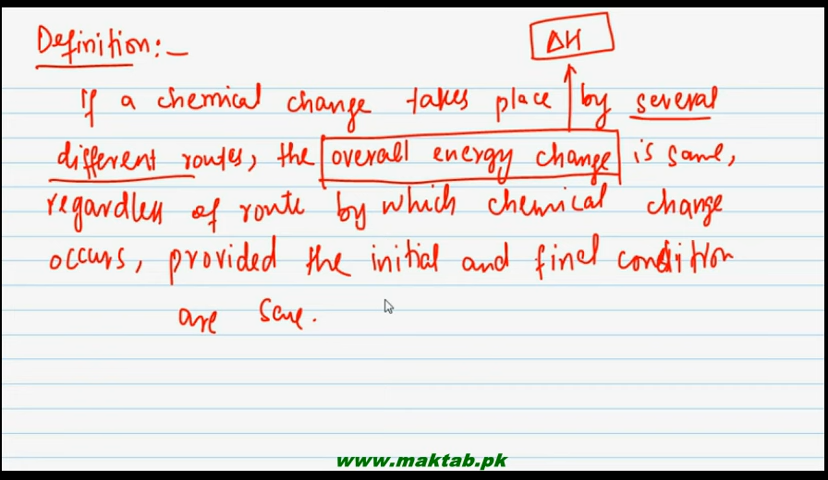 Definition:-
ΔH
If a chemical change takes place by several
different routes, the overall energy change is same,
regardless of route by which chemical change
occurs, provided the initial and final condition
are same.
www.maktab.pk